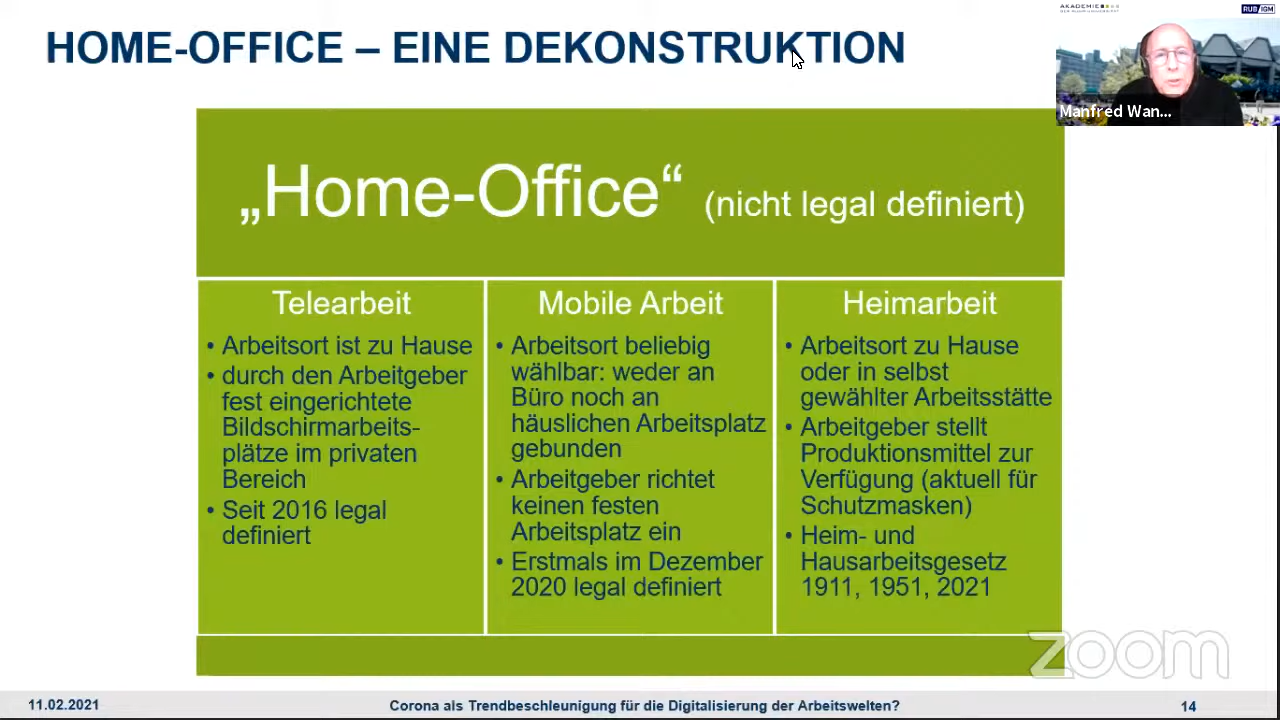 AKADEMIE
RUB IGM
HOME-OFFICE – EINE DEKONSTRUKTION
Manfred Wan...
„Home-Office“ (nicht legal definiert)
Telearbeit
• Arbeitsort ist zu Hause
• durch den Arbeitgeber
fest eingerichtete
Bildschirmarbeits-
plätze im privaten
Bereich
• Seit 2016 legal
definiert
Mobile Arbeit
• Arbeitsort beliebig
wählbar: weder an
Büro noch an
häuslichen Arbeitsplatz
gebunden
• Arbeitgeber richtet
keinen festen
Arbeitsplatz ein
• Erstmals im Dezember
2020 legal definiert
Heimarbeit
• Arbeitsort zu Hause
oder in selbst
gewählter Arbeitsstätte
• Arbeitgeber stellt
Produktionsmittel zur
Verfügung (aktuell für
Schutzmasken)
• Heim- und
Hausarbeitsgesetz
1911, 1951, 2021
zoom
11.02.2021
Corona als Trendbeschleunigung für die Digitalisierung der Arbeitswelten?
14